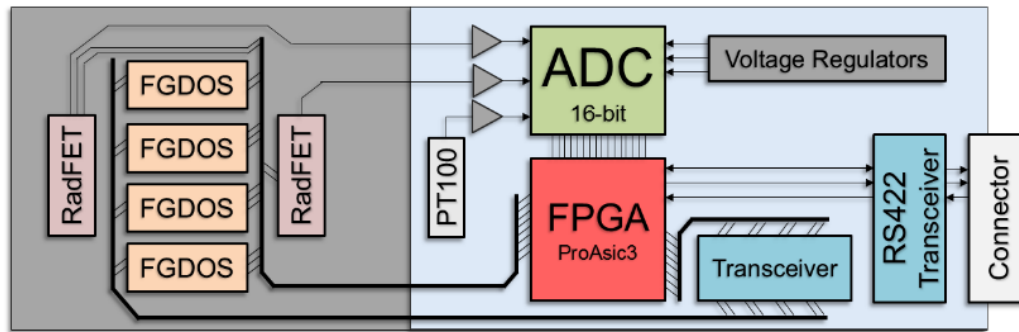 RadFET
FGDOS
FGDOS
FGDOS
FGDOS
RadFET
PT100
ADC
16-bit
FPGA
ProAsic3
Voltage Regulators
Transceiver
RS422
Transceiver
Connector